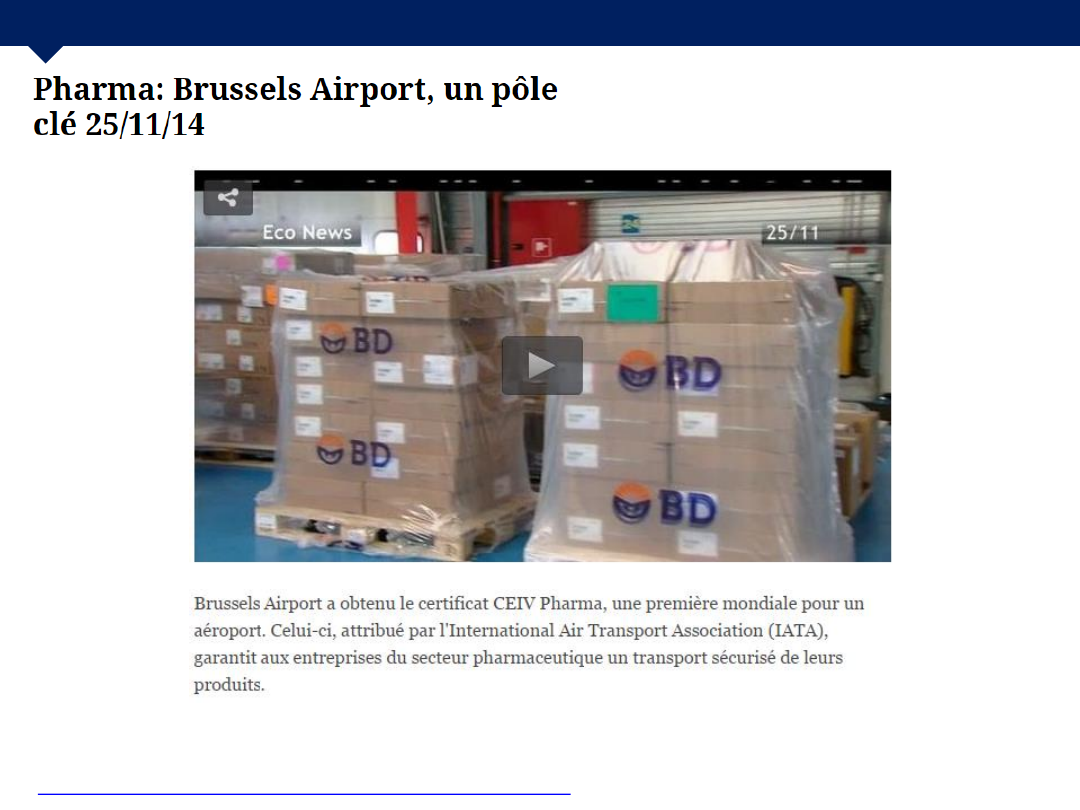 Pharma: Brussels Airport, un pôle
clé 25/11/14
Eco News
25/11
BD
BD
BD
BD
Brussels Airport a obtenu le certificat CEIV Pharma, une première mondiale pour un
aéroport. Celui-ci, attribué par l'International Air Transport Association (IATA),
garantit aux entreprises du secteur pharmaceutique un transport sécurisé de leurs
produits.